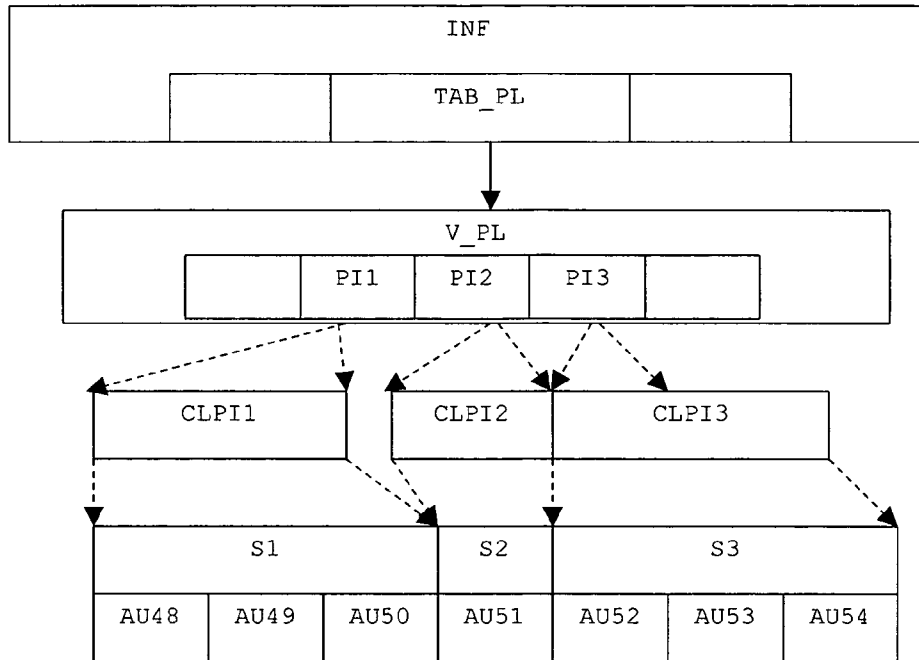 INF
TAB_PL
V_PL
PI1 PI2 PI3
CLPI1 CLPI2 CLPI3
S1 S2 S3
AU48 AU49 AU50 AU51 AU52 AU53 AU54